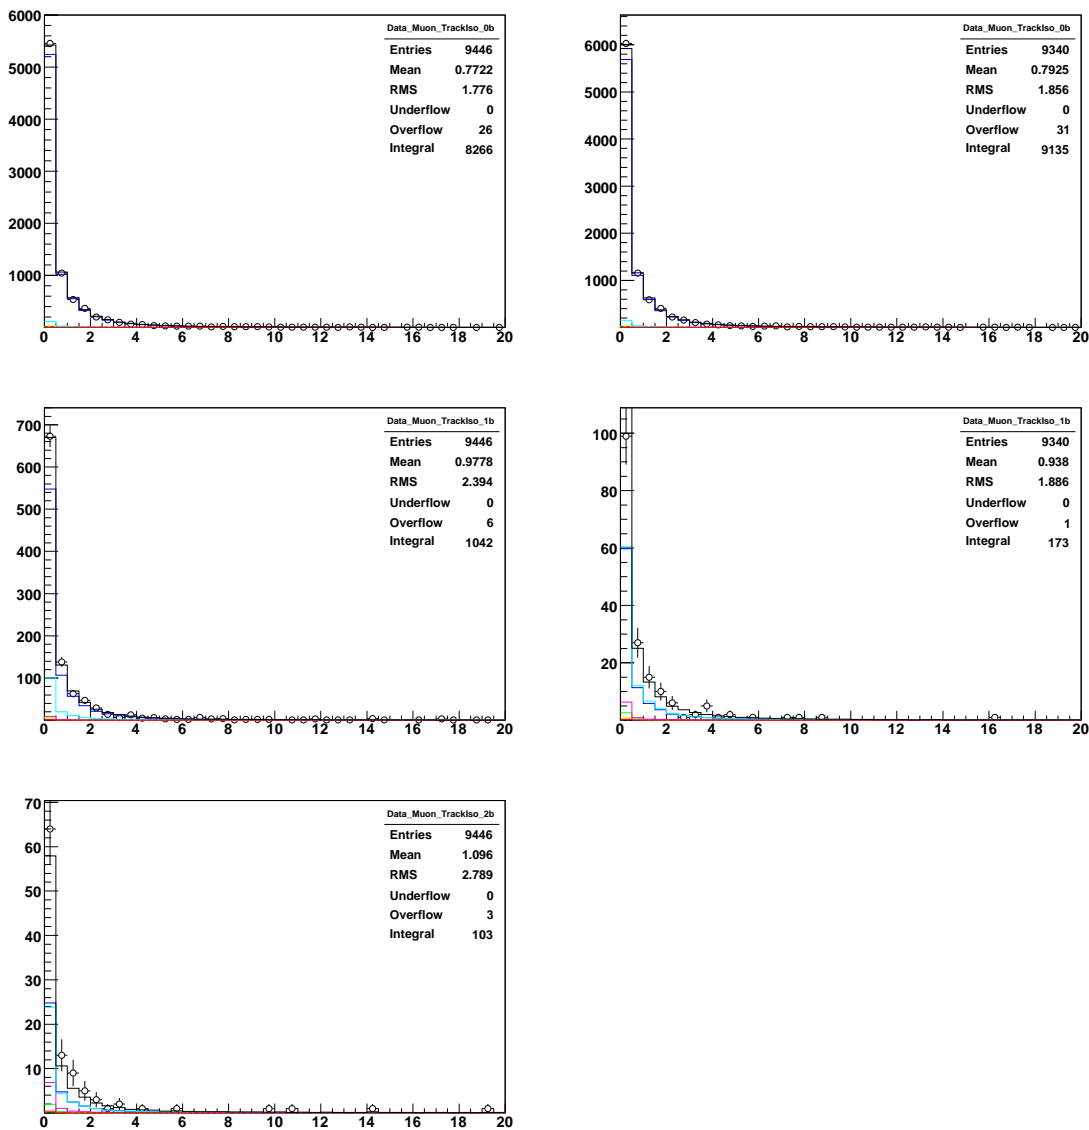 6000
5000
4000
3000
2000
1000
0 2 4 6 8 10 12 14 16 18 20
Data_Muon_TrackIso_0b
Entries 9446
Mean 0.7722
RMS 1.776
Underflow 0
Overflow 26
Integral 8266
6000
5000
4000
3000
2000
1000
0 2 4 6 8 10 12 14 16 18 20
Data_Muon_TrackIso_0b
Entries 9340
Mean 0.7925
RMS 1.856
Underflow 0
Overflow 31
Integral 9135
700
600
500
400
300
200
100
0 2 4 6 8 10 12 14 16 18 20
Data_Muon_TrackIso_1b
Entries 9446
Mean 0.9778
RMS 2.394
Underflow 0
Overflow 6
Integral 1042
100
80
60
40
20
0 2 4 6 8 10 12 14 16 18 20
Data_Muon_TrackIso_1b
Entries 9340
Mean 0.938
RMS 1.886
Underflow 0
Overflow 1
Integral 173
70
60
50
40
30
20
10
0 2 4 6 8 10 12 14 16 18 20
Data_Muon_TrackIso_2b
Entries 9446
Mean 1.096
RMS 2.789
Underflow 0
Overflow 3
Integral 103